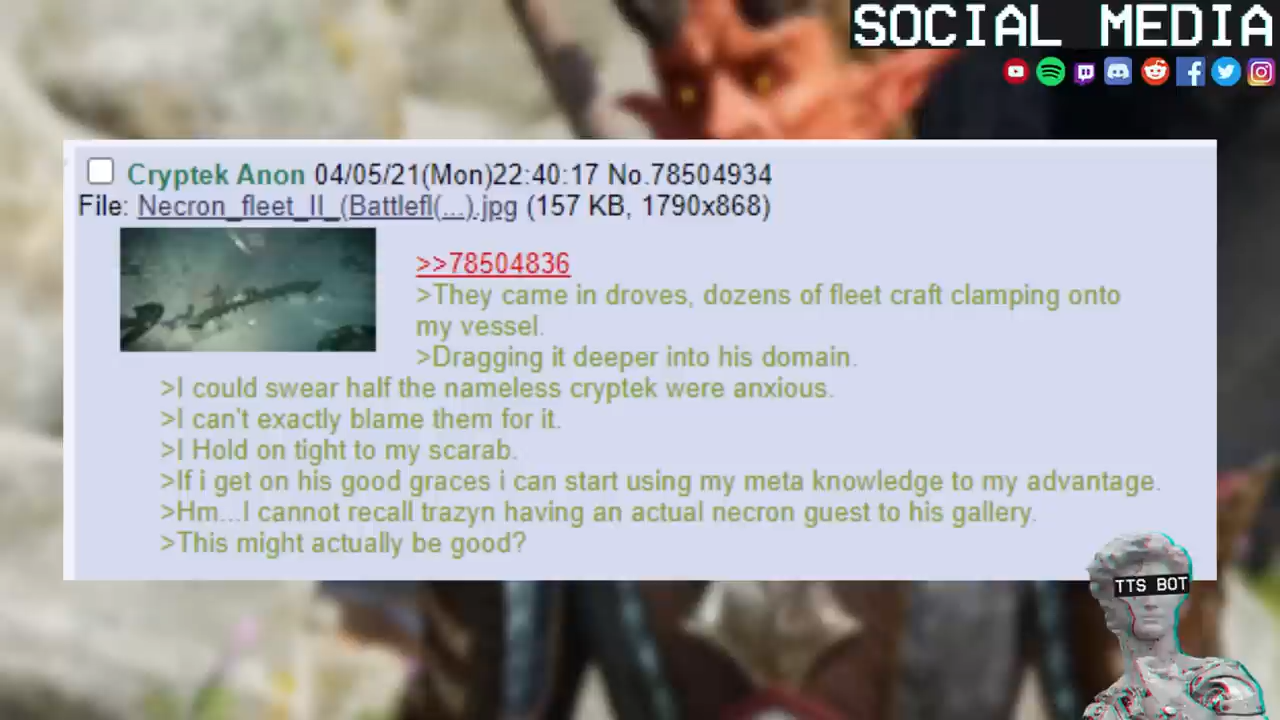 SOCIAL MEDIA
Cryptek Anon 04/05/21(Mon)22:40:17 No.78504934
File: Necron_fleet_II_(Battlefl(...).jpg (157 KB, 1790x868)
>>78504836
>They came in droves, dozens of fleet craft clamping onto
my vessel.
>Dragging it deeper into his domain.
>I could swear half the nameless cryptek were anxious.
>I can't exactly blame them for it.
>I Hold on tight to my scarab.
>If i get on his good graces i can start using my meta knowledge to my advantage.
>Hm...I cannot recall trazyn having an actual necron guest to his gallery.
>This might actually be good?
TTS BOT